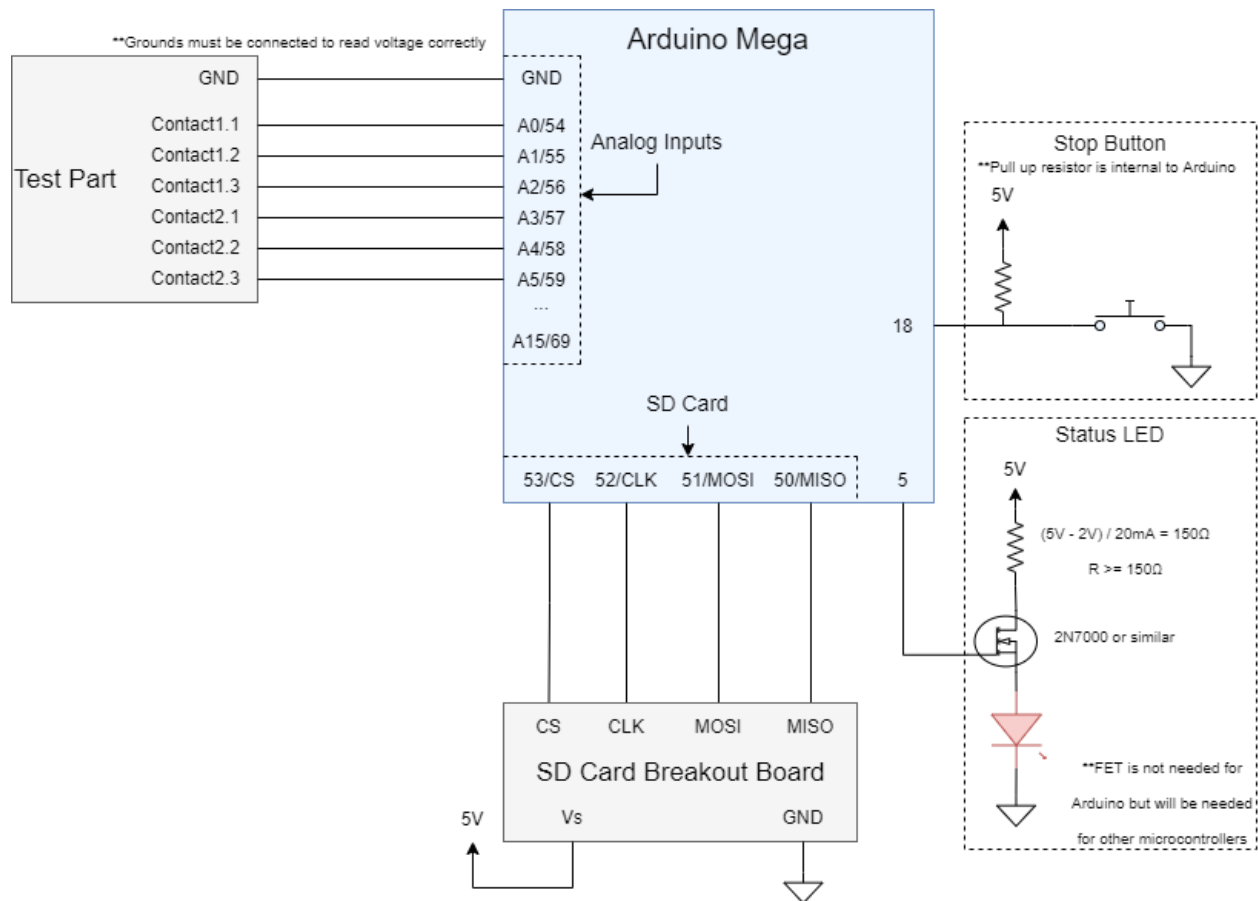 Arduino Mega
**Grounds must be connected to read voltage correctly
Test Part
GND
Contact1.1
Contact1.2
Contact1.3
Contact2.1
Contact2.2
Contact2.3
GND
A0/54
A1/55
A2/56
A3/57
A4/58
A5/59
...
A15/69
Analog Inputs
18
Stop Button
**Pull up resistor is internal to Arduino
5V
SD Card
53/CS 52/CLK 51/MOSI 50/MISO
5
Status LED
5V
(5V - 2V) / 20mA = 150Ω
R >= 150Ω
2N7000 or similar
**FET is not needed for
Arduino but will be needed
for other microcontrollers
CS CLK MOSI MISO
SD Card Breakout Board
Vs GND
5V